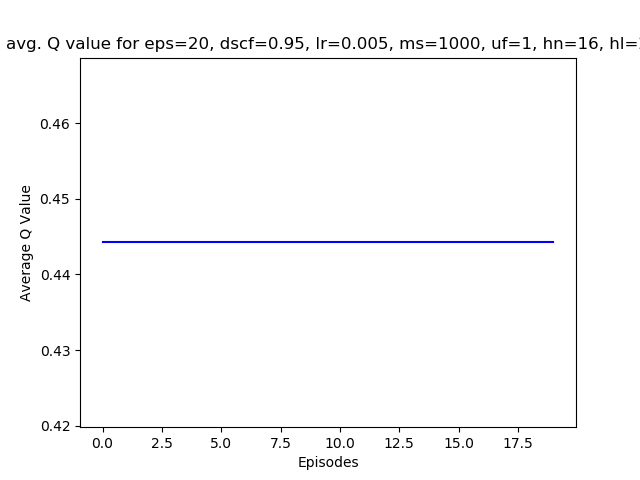 avg. Q value for eps=20, dscf=0.95, lr=0.005, ms=1000, uf=1, hn=16, hl=
0.46
0.45
0.44
0.43
0.42
Average Q Value
0.0 2.5 5.0 7.5 10.0 12.5 15.0 17.5
Episodes